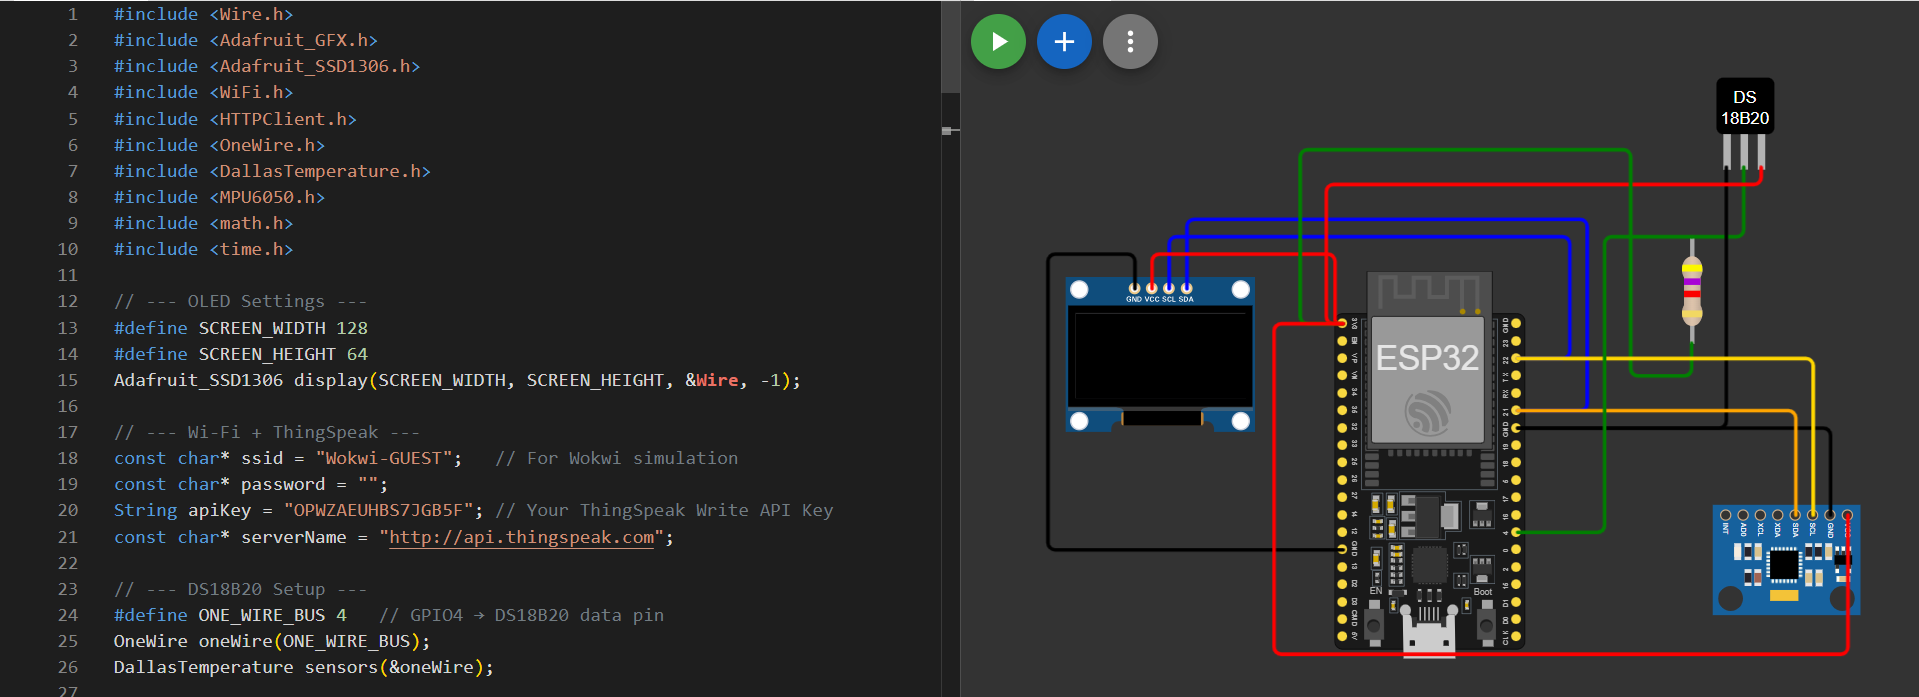 1 #include <Wire.h>
2 #include <Adafruit_GFX.h>
3 #include <Adafruit_SSD1306.h>
4 #include <WiFi.h>
5 #include <HTTPClient.h>
6 #include <OneWire.h>
7 #include <DallasTemperature.h>
8 #include <MPU6050.h>
9 #include <math.h>
10 #include <time.h>
11
12 // --- OLED Settings ---
13 #define SCREEN_WIDTH 128
14 #define SCREEN_HEIGHT 64
15 Adafruit_SSD1306 display(SCREEN_WIDTH, SCREEN_HEIGHT, &Wire, -1);
16
17 // --- Wi-Fi + ThingSpeak ---
18 const char* ssid = "Wokwi-GUEST"; // For Wokwi simulation
19 const char* password = "";
20 String apiKey = "OPWZAEUHBS7JGB5F"; // Your ThingSpeak Write API Key
21 const char* serverName = "http://api.thingspeak.com";
22
23 // --- DS18B20 Setup ---
24 #define ONE_WIRE_BUS 4 // GPIO4 → DS18B20 data pin
25 OneWire oneWire(ONE_WIRE_BUS);
26 DallasTemperature sensors(&oneWire);
27
DS
18B20
GND VCC SCL SDA
ESP32
EN
Boot
INT
AD0
XCL
XDA
SDA
SCL
GND